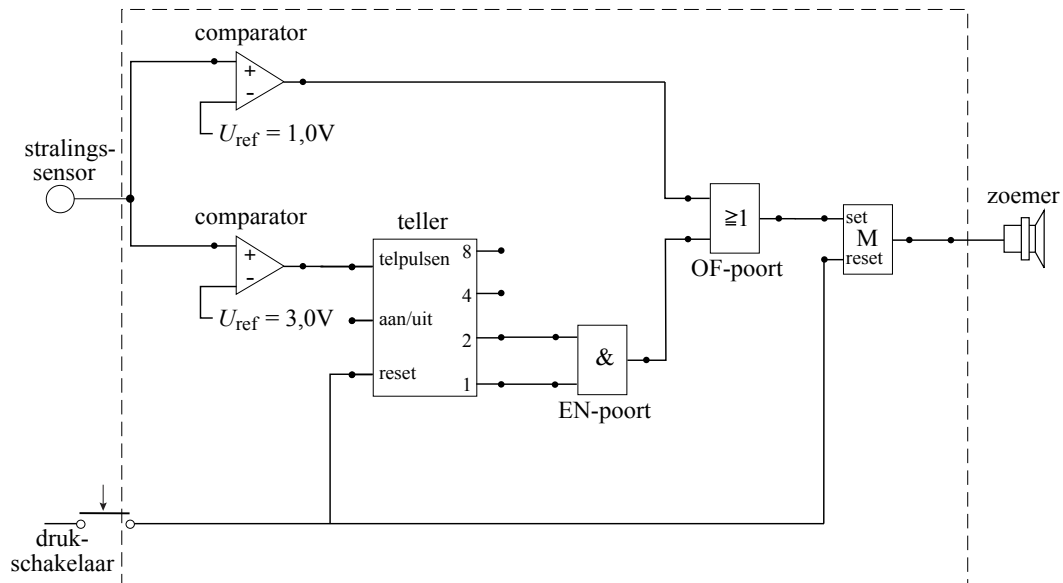 comparator
+
-
U_ref = 1,0V
stralings-
sensor
comparator
+
-
U_ref = 3,0V
teller
telpulsen
8
4
aan/uit
2
reset
1
&
EN-poort
≧1
OF-poort
set
M
reset
zoemer
druk-
schakelaar